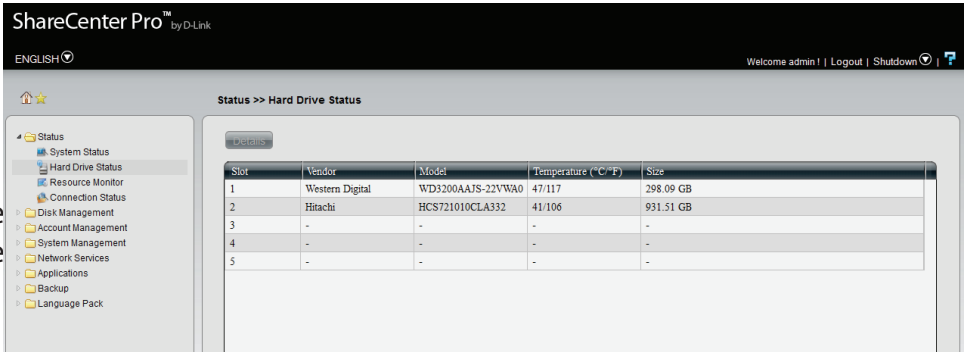 ShareCenter Pro™ by D-Link
ENGLISH
Welcome admin ! | Logout | Shutdown | ?
Status >> Hard Drive Status
Status
System Status
Hard Drive Status
Resource Monitor
Connection Status
Disk Management
Account Management
System Management
Network Services
Applications
Backup
Language Pack
e
e
Details
Slot Vendor Model Temperature (°C/°F) Size
1 Western Digital WD3200AAJS-22VWA0 47/117 298.09 GB
2 Hitachi HCS721010CLA332 41/106 931.51 GB
3 - - - -
4 - - - -
5 - - - -